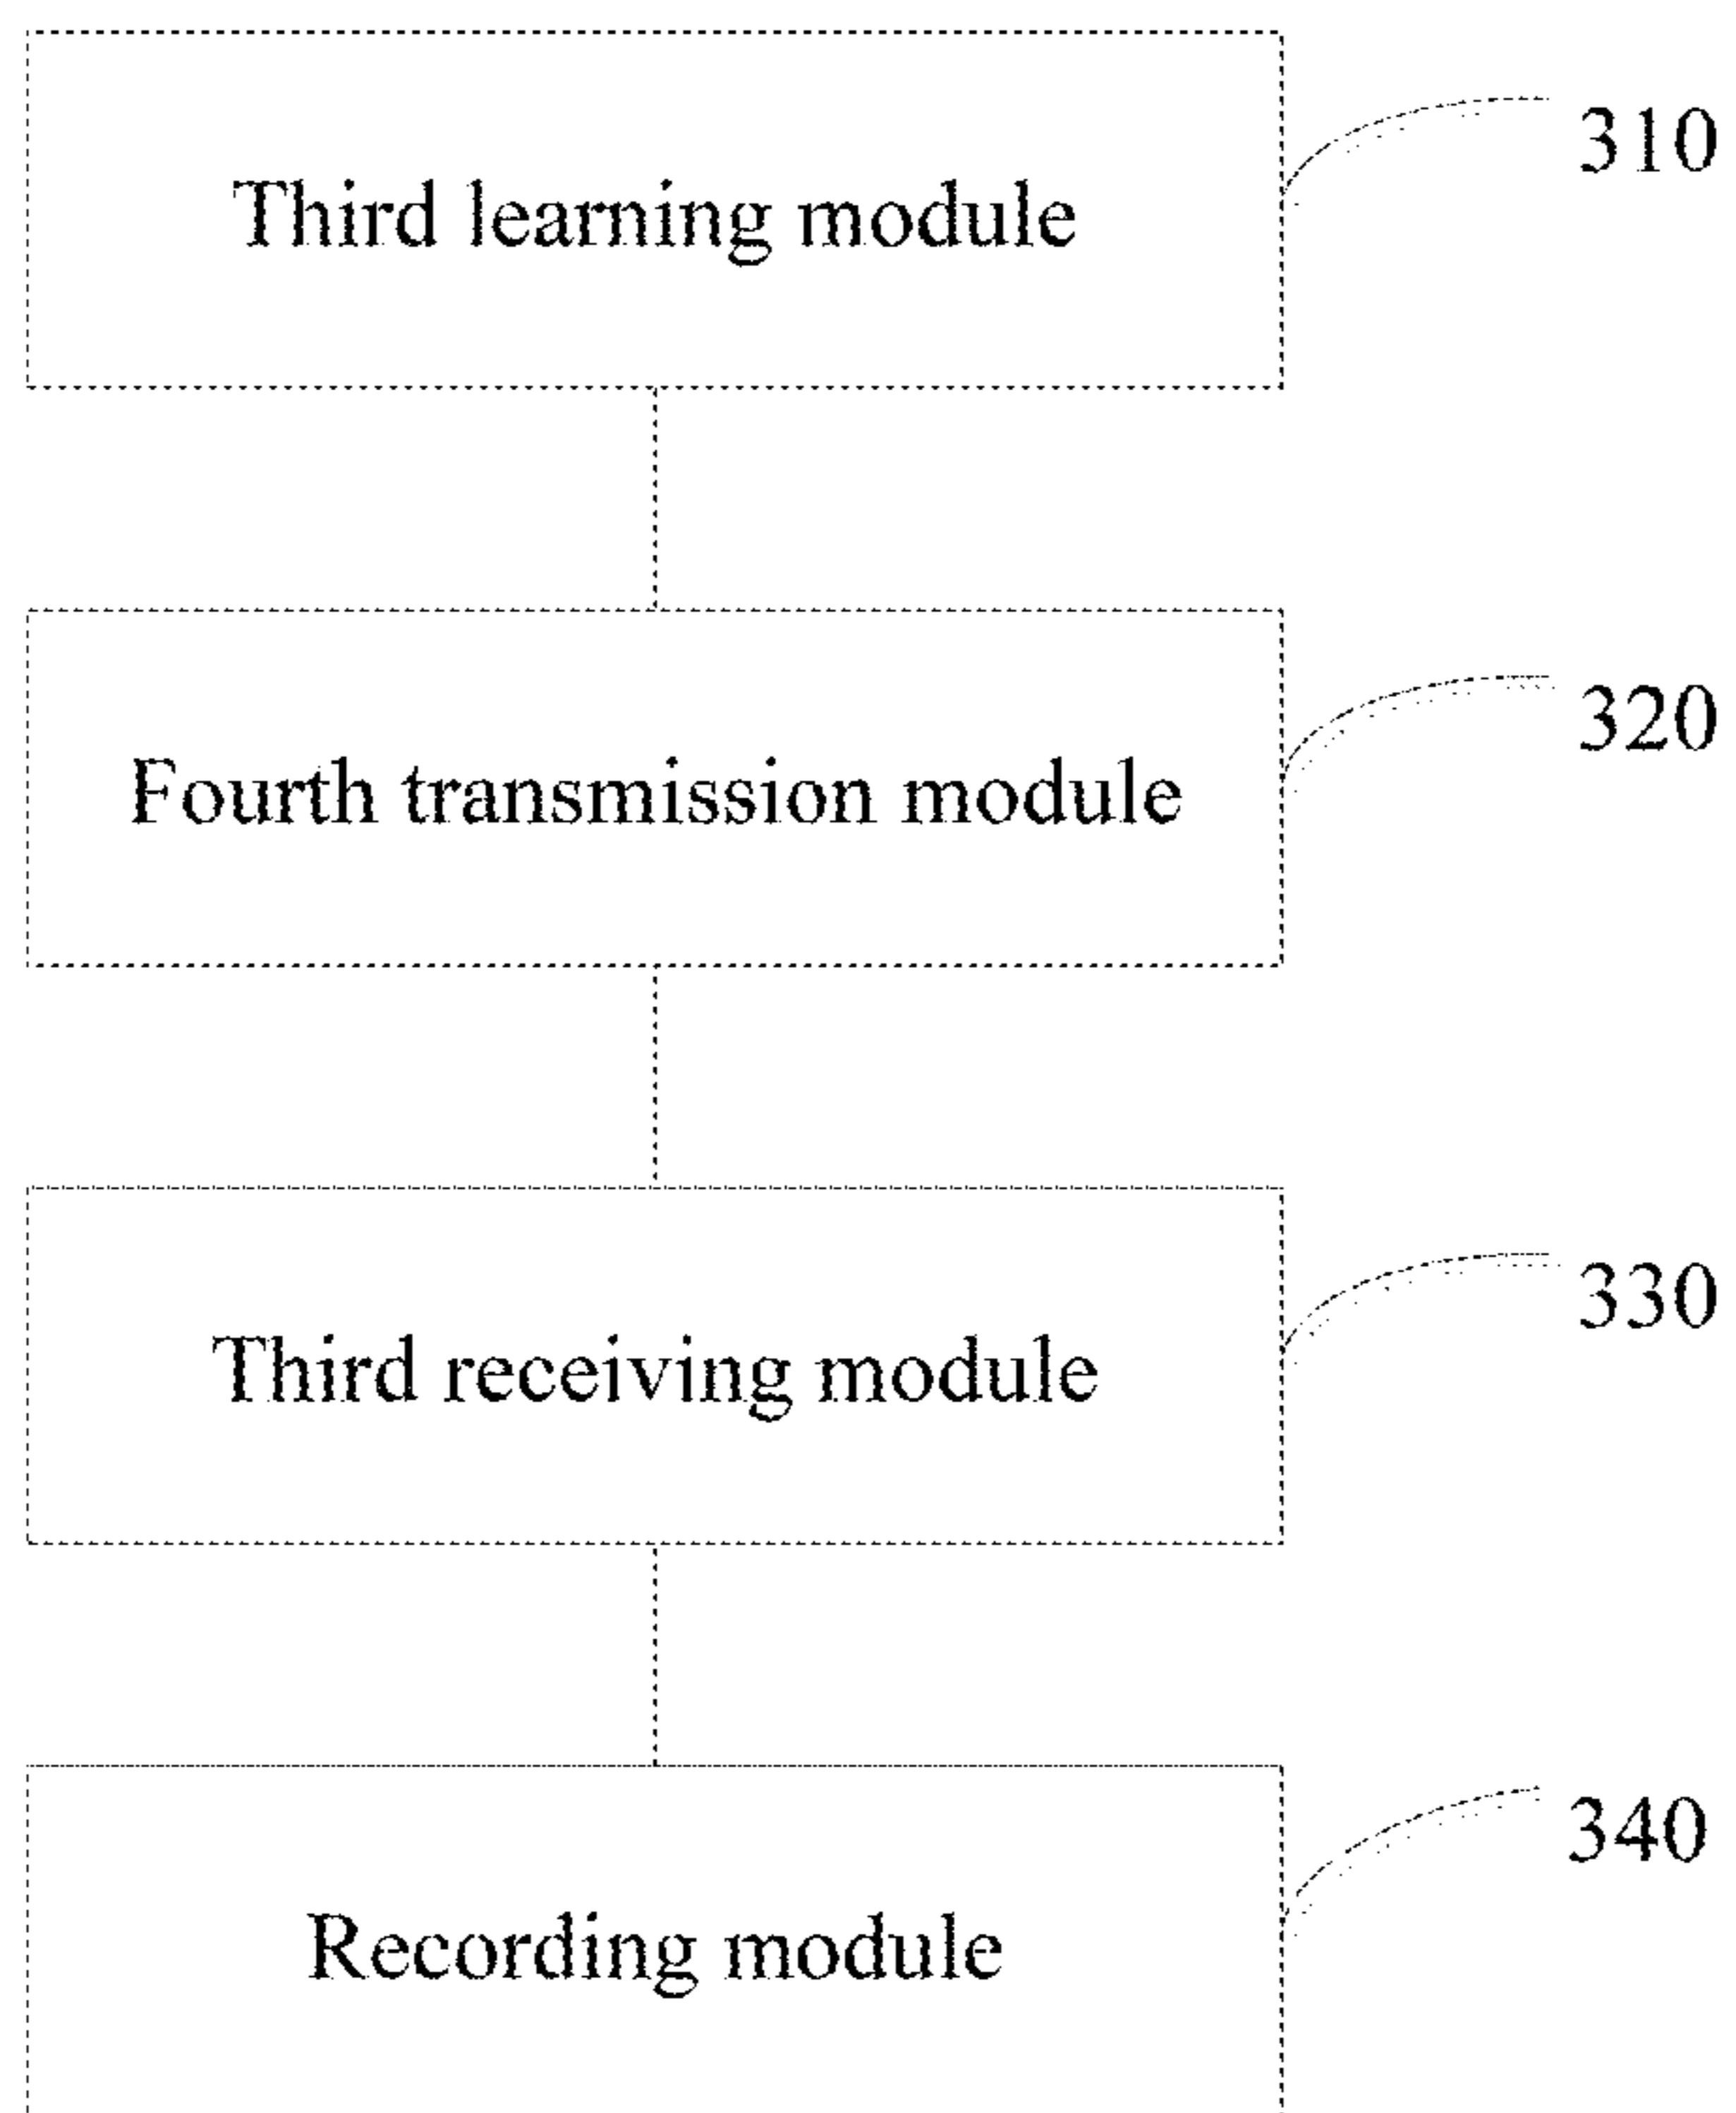 310
Third learning module
320
Fourth transmission module
330
Third receiving module
340
Recording module